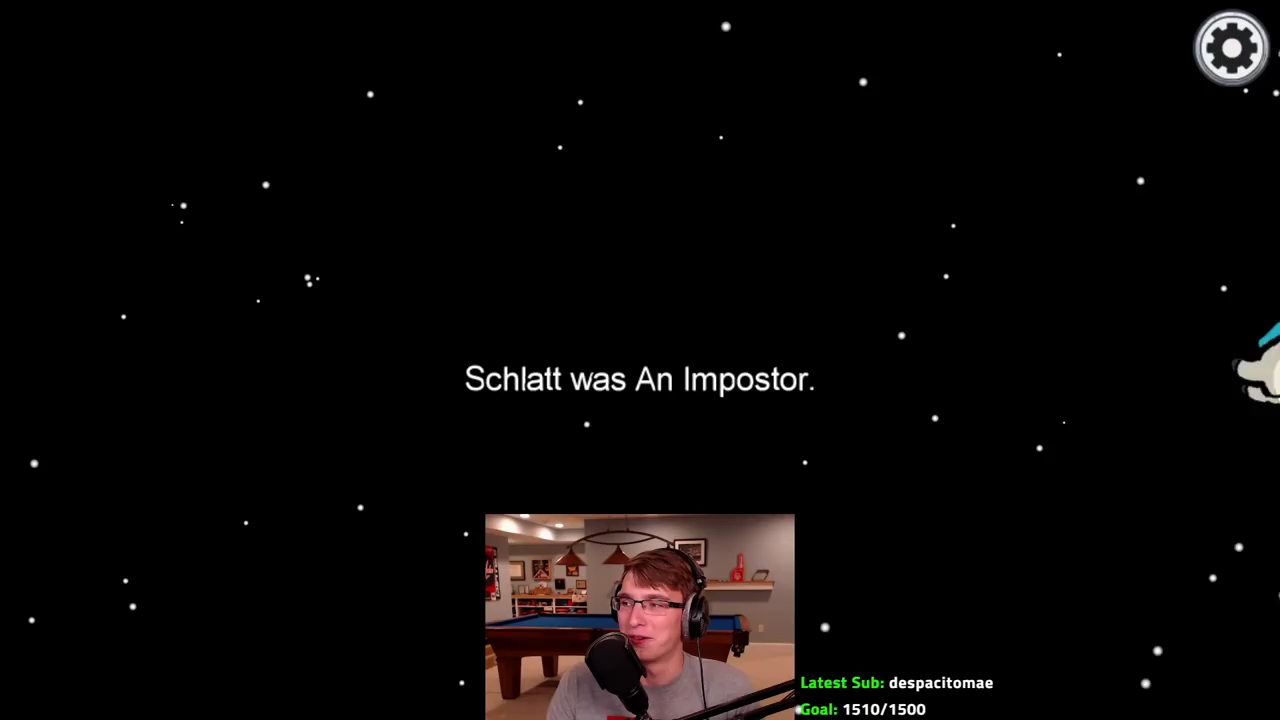 Schlatt was An Impostor.
Latest Sub: despacitomae
Goal: 1510/1500